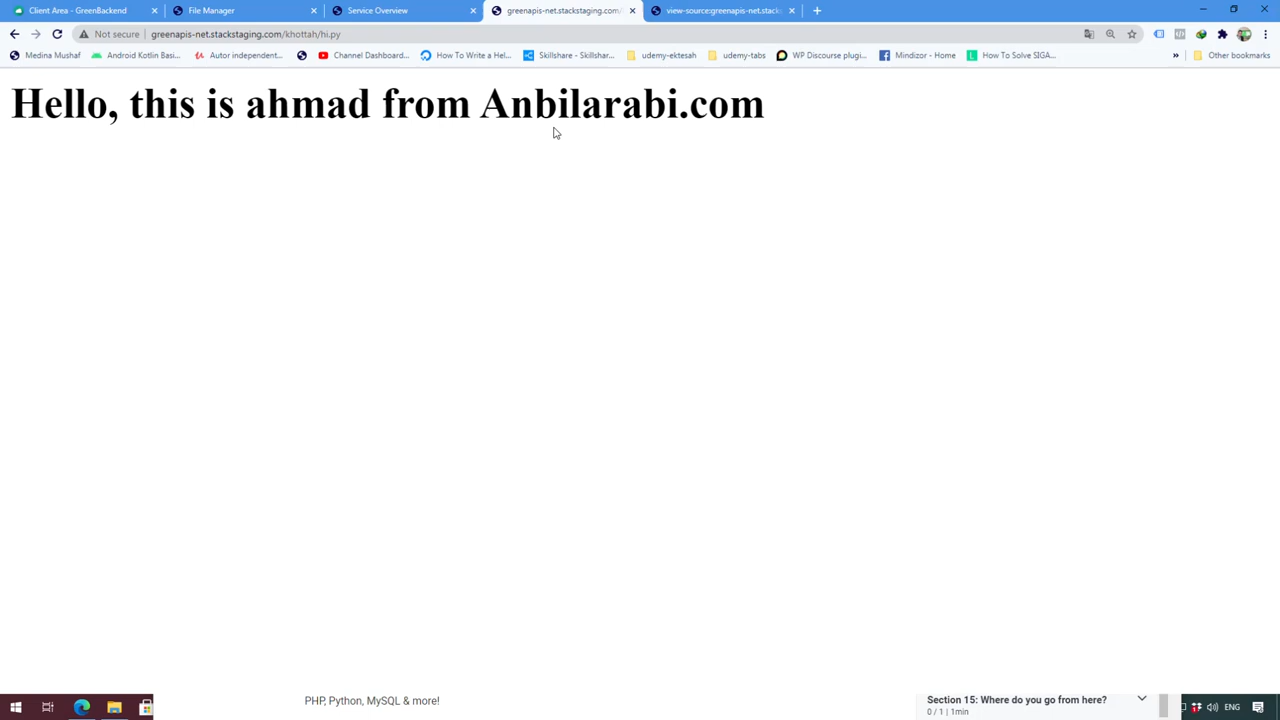 Client Area - GreenBackend
File Manager
Service Overview
greenapis-net.stackstaging.com/
view-source:greenapis-net.stacks
Not secure | greenapis-net.stackstaging.com/khottah/hi.py
Medina Mushaf
Android Kotlin Basi...
Autor independent...
Channel Dashboard...
How To Write a Hel...
Skillshare - Skillshar...
udemy-ektesah
udemy-tabs
WP Discourse plugi...
Mindizor - Home
How To Solve SIGA...
» Other bookmarks
Hello, this is ahmad from Anbilarabi.com
PHP, Python, MySQL & more!
Section 15: Where do you go from here?
0 / 1 | 1min
ENG